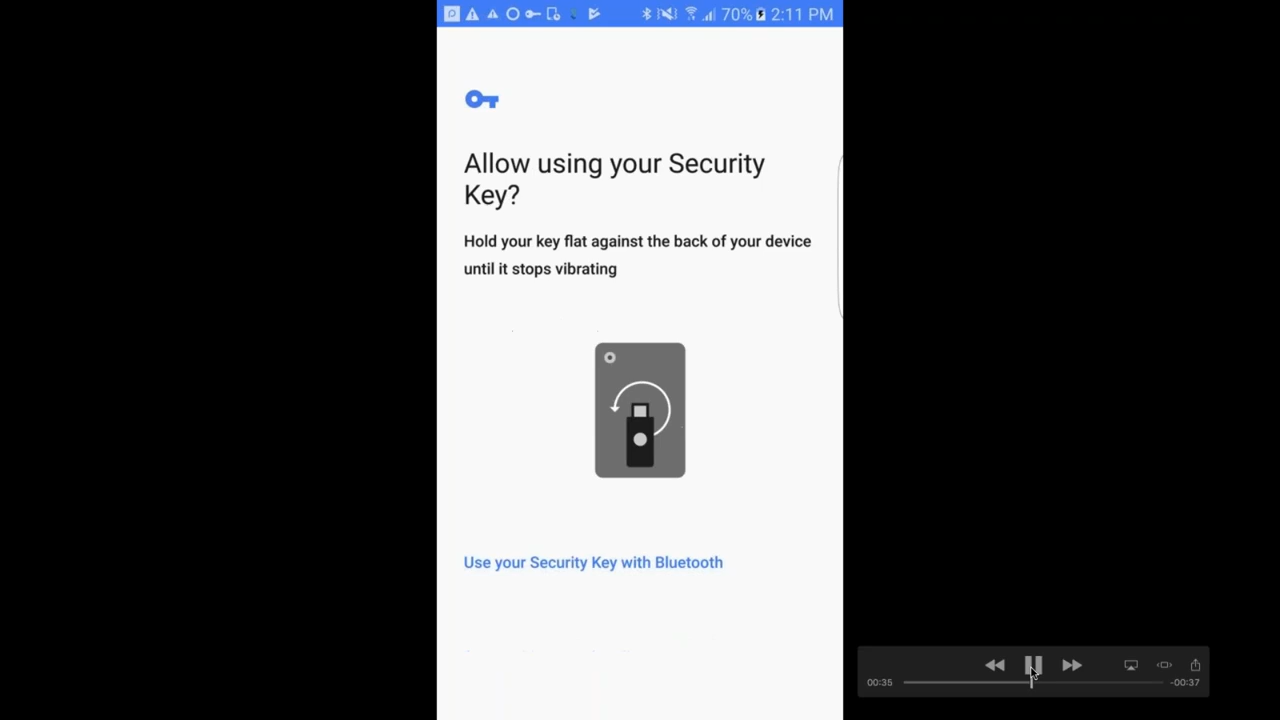 70% 2:11 PM
Allow using your Security
Key?
Hold your key flat against the back of your device
until it stops vibrating
Use your Security Key with Bluetooth
00:35 -00:37